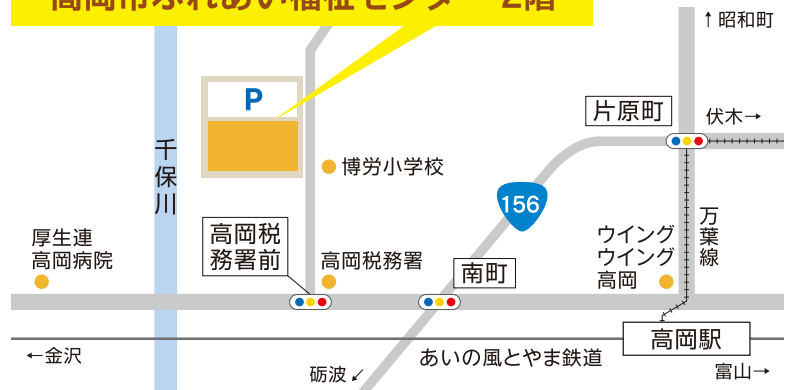 高岡市ふれあい福祉センター 2階
↑昭和町
P
片原町
伏木→
千保川
博労小学校
156
万葉線
厚生連
高岡病院
高岡税
務署前
高岡税務署
南町
ウイング
ウイング
高岡
高岡駅
←金沢
あいの風とやま鉄道
砺波↙
富山→